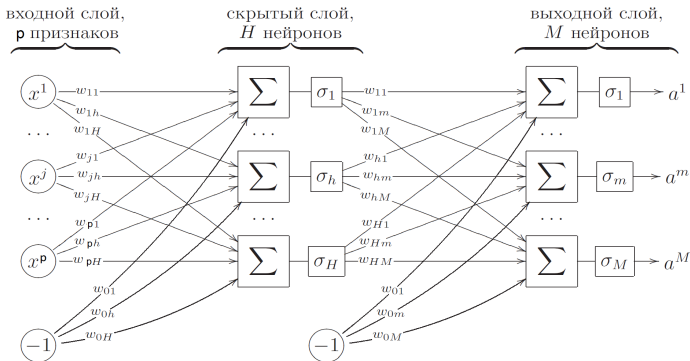 входной слой, скрытый слой, выходной слой,
p признаков H нейронов M нейронов
x¹ w₁₁ Σ σ₁ w₁₁ Σ σ₁ a¹
w₁ₕ w₁ₘ
... w₁H ... w₁M ...
wⱼ₁ wₕ₁
xʲ wⱼₕ Σ σₕ wₕₘ Σ σₘ aᵐ
wⱼH wₕM
... wₚ₁ ... wH₁ ...
wₚₕ wHₘ
xᵖ wₚH Σ σH wHM Σ σM aᴹ
w₀₁ w₀₁
w₀ₕ w₀ₘ
−1 w₀H −1 w₀M